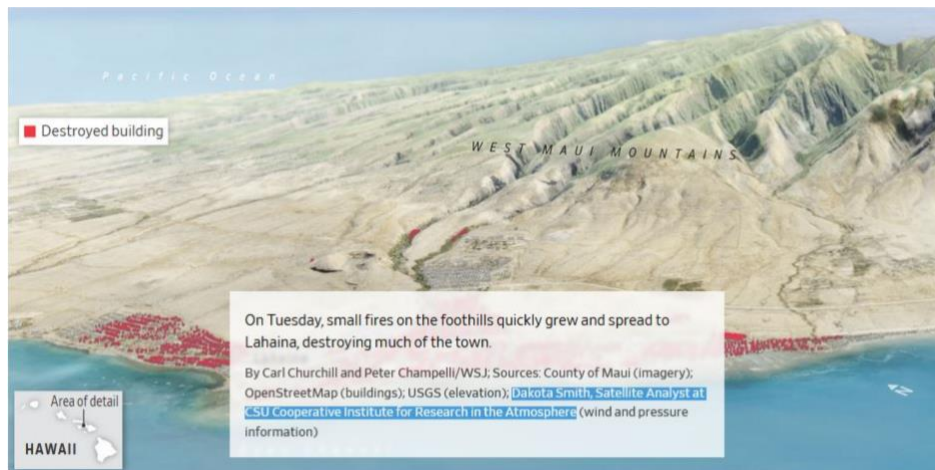 Pacific Ocean
Destroyed building
WEST MAUI MOUNTAINS
On Tuesday, small fires on the foothills quickly grew and spread to
Lahaina, destroying much of the town.
By Carl Churchill and Peter Champelli/WSJ; Sources: County of Maui (imagery);
OpenStreetMap (buildings); USGS (elevation); Dakota Smith, Satellite Analyst at
CSU Cooperative Institute for Research in the Atmosphere (wind and pressure
information)
Area of detail
HAWAII
N